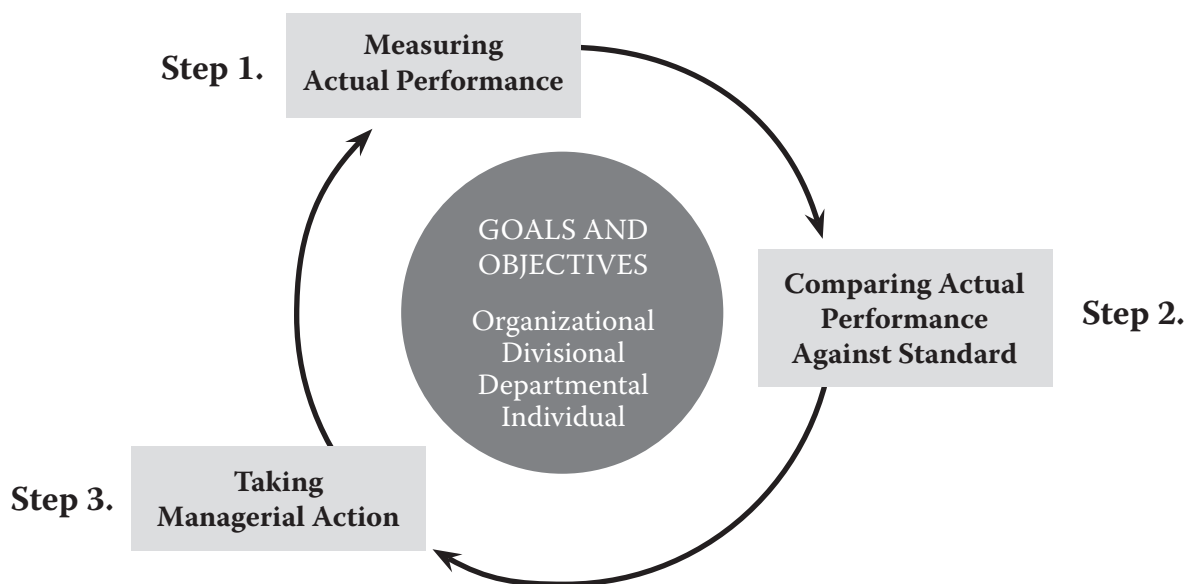 Step 1.
Measuring
Actual Performance
GOALS AND
OBJECTIVES
Organizational
Divisional
Departmental
Individual
Comparing Actual
Performance
Against Standard
Step 2.
Step 3.
Taking
Managerial Action